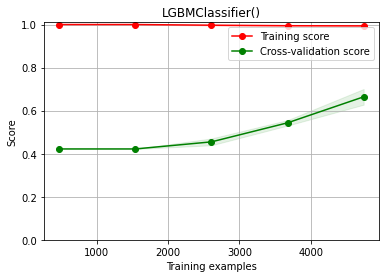 LGBMClassifier()
1.0
0.8
0.6
0.4
0.2
0.0
Score
Training score
Cross-validation score
1000
2000
3000
4000
Training examples